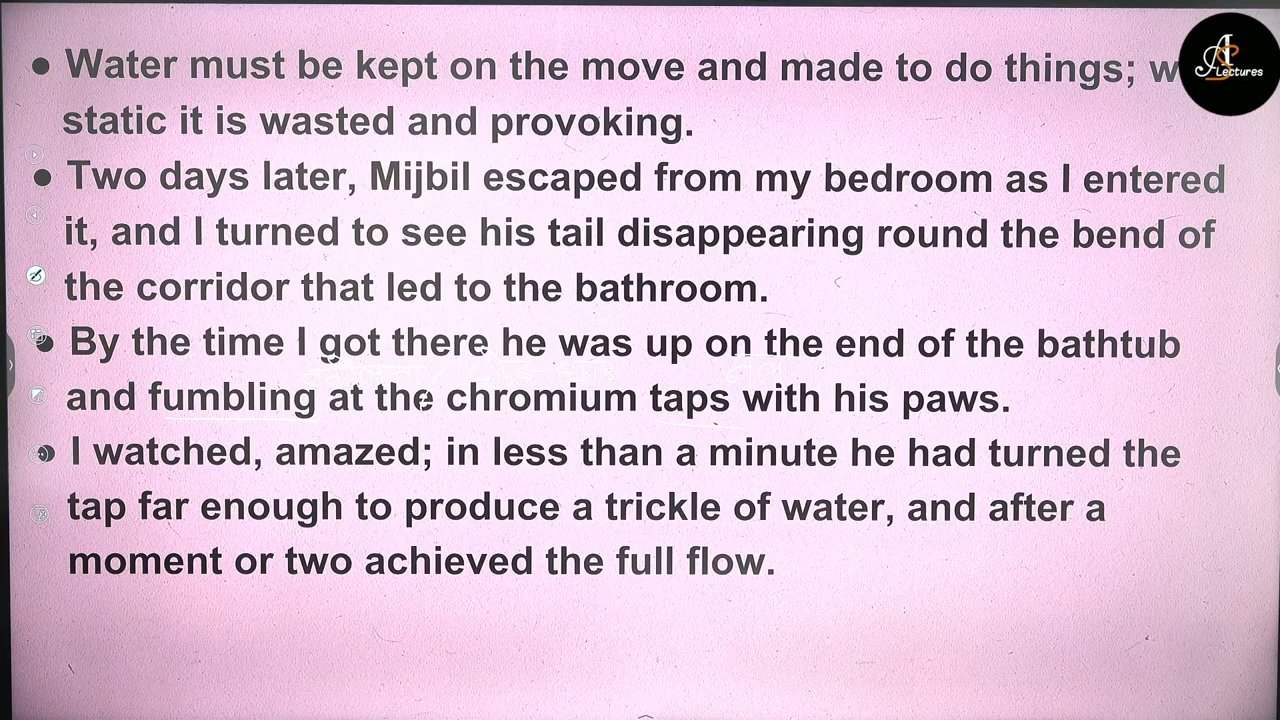 • Water must be kept on the move and made to do things;
static it is wasted and provoking.
• Two days later, Mijbil escaped from my bedroom as I entered
it, and I turned to see his tail disappearing round the bend of
the corridor that led to the bathroom.
• By the time I got there he was up on the end of the bathtub
and fumbling at the chromium taps with his paws.
• I watched, amazed; in less than a minute he had turned the
tap far enough to produce a trickle of water, and after a
moment or two achieved the full flow.
Lectures